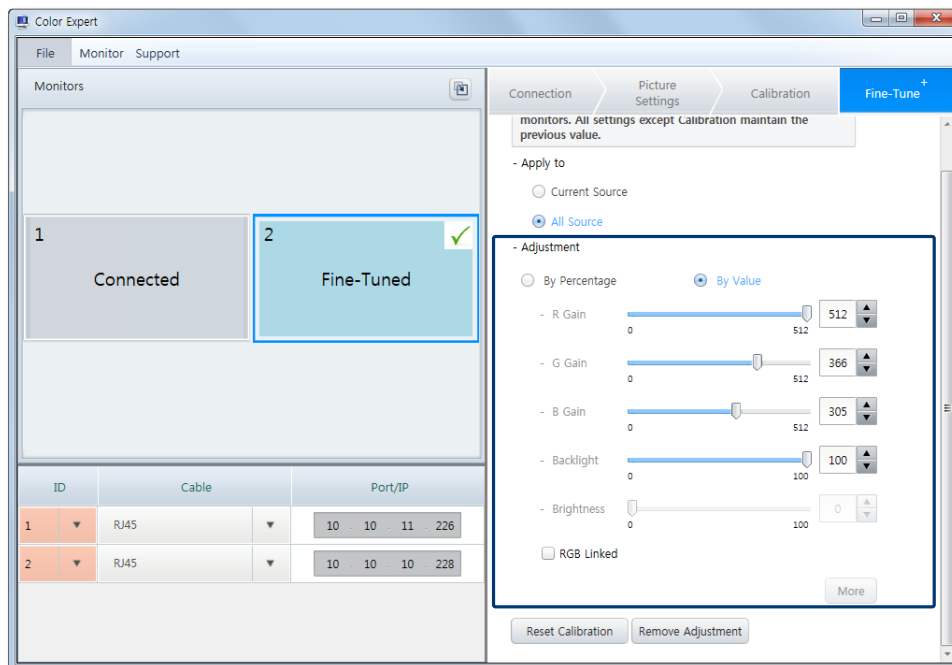 Color Expert
File Monitor Support
Monitors
1
Connected
2
Fine-Tuned
ID Cable Port/IP
1 RJ45 10 . 10 . 11 . 226
2 RJ45 10 . 10 . 10 . 228
Connection
Picture
Settings
Calibration
Fine-Tune +
monitors. All settings except Calibration maintain the
previous value.
- Apply to
Current Source
All Source
- Adjustment
By Percentage By Value
- R Gain 512
0 512
- G Gain 366
0 512
- B Gain 305
0 512
- Backlight 100
0 100
- Brightness 0
0 100
RGB Linked
More
Reset Calibration Remove Adjustment